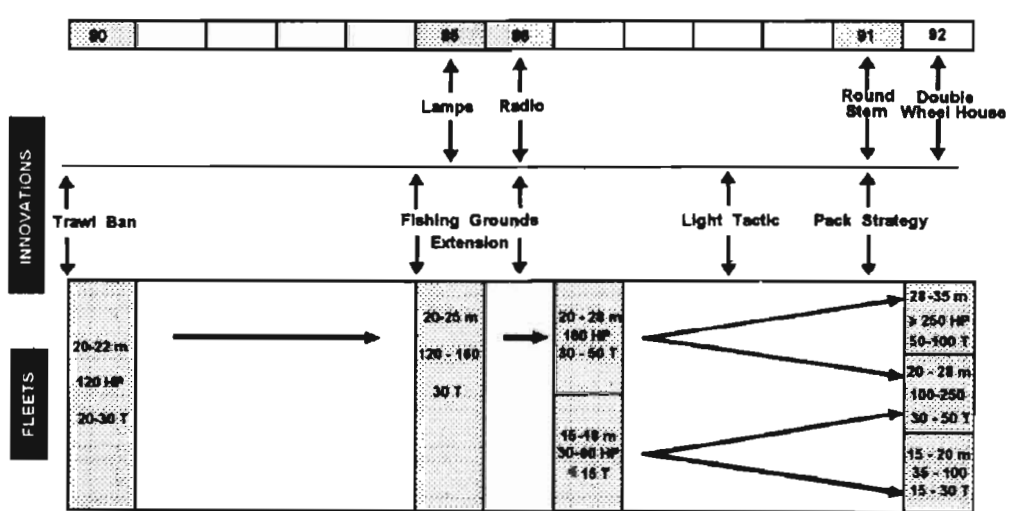 80 85 86 91 92
Lamps Radio Round Double
Stern Wheel House
INNOVATIONS
Trawl Ban Fishing Grounds Light Tactic Pack Strategy
Extension
FLEETS
20-22 m
120 HP
20-30 T
20-25 m
120 - 160
30 T
20 - 28 m
160 HP
30 - 50 T
15-18 m
30-60 HP
< 15 T
28-35 m
> 250 HP
50-100 T
20 - 28 m
100-250
30 - 50 T
15 - 20 m
35 - 100
15 - 30 T